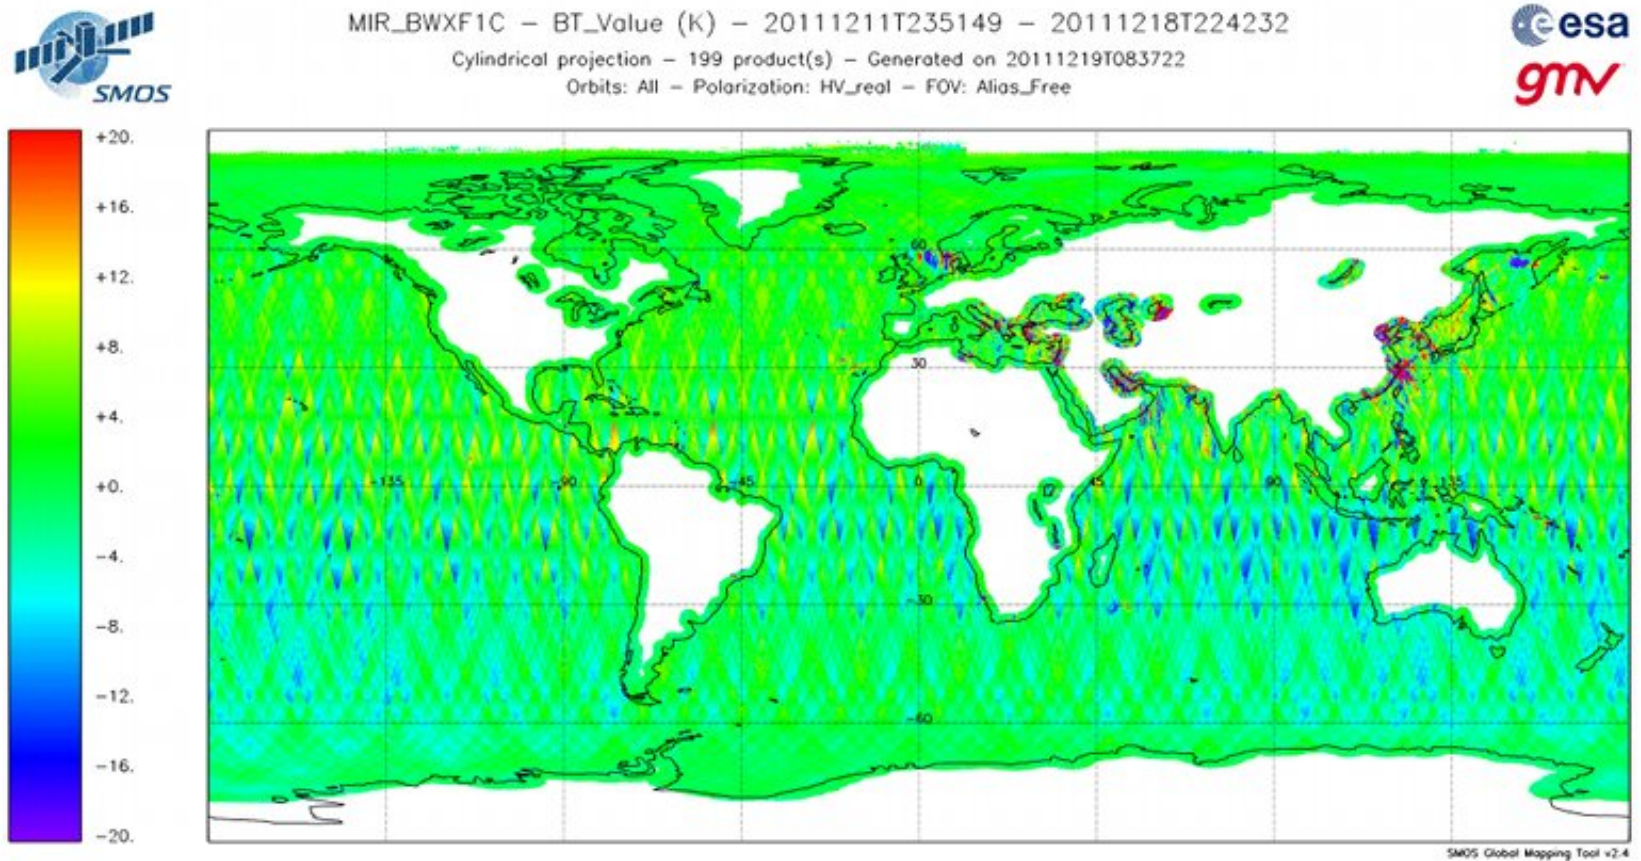 MIR_BWXF1C – BT_Value (K) – 20111211T235149 – 20111218T224232
Cylindrical projection – 199 product(s) – Generated on 20111219T083722
Orbits: All – Polarization: HV_real – FOV: Alias_Free
SMOS
esa
gmv
+20.
+16.
+12.
+8.
+4.
+0.
-4.
-8.
-12.
-16.
-20.
60
30
-135 -90 -45 0 45 90 135
-30
-60
SMOS Global Mapping Tool v2.4